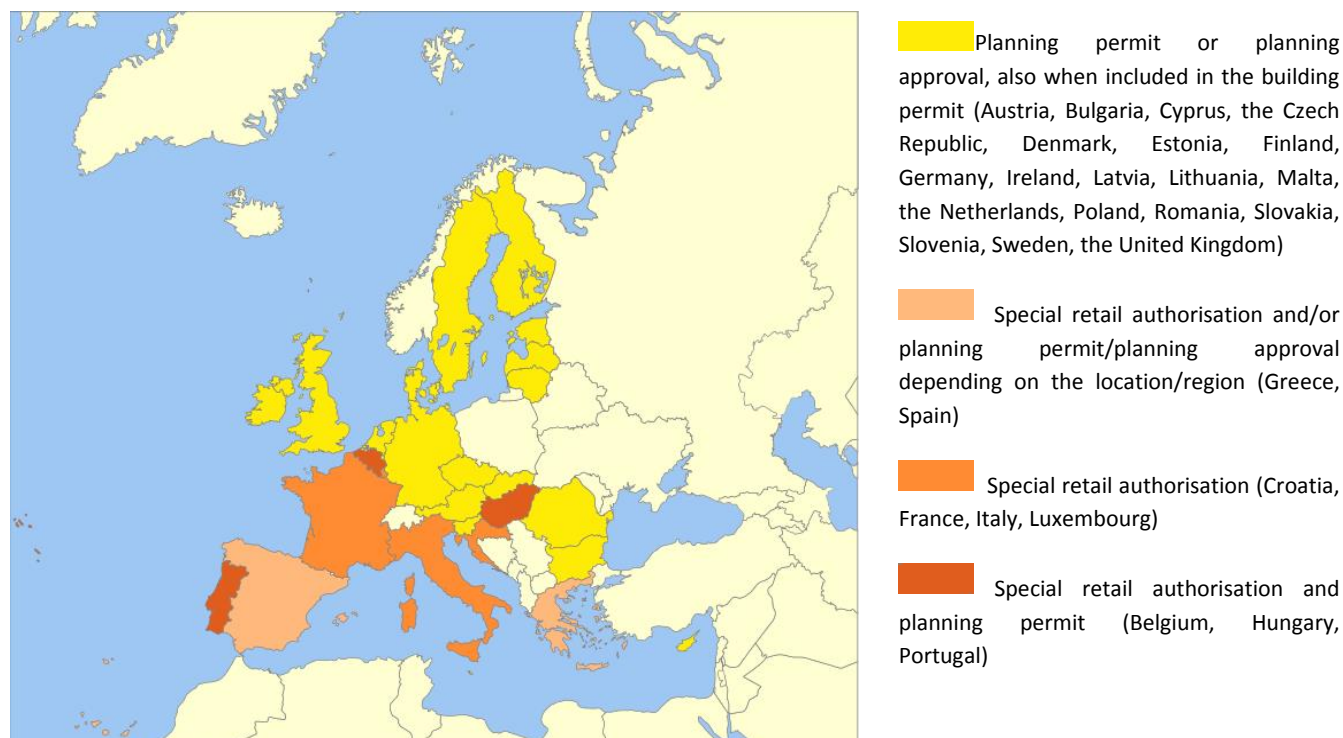 Planning permit or planning
approval, also when included in the building
permit (Austria, Bulgaria, Cyprus, the Czech
Republic, Denmark, Estonia, Finland,
Germany, Ireland, Latvia, Lithuania, Malta,
the Netherlands, Poland, Romania, Slovakia,
Slovenia, Sweden, the United Kingdom)
Special retail authorisation and/or
planning permit/planning approval
depending on the location/region (Greece,
Spain)
Special retail authorisation (Croatia,
France, Italy, Luxembourg)
Special retail authorisation and
planning permit (Belgium, Hungary,
Portugal)